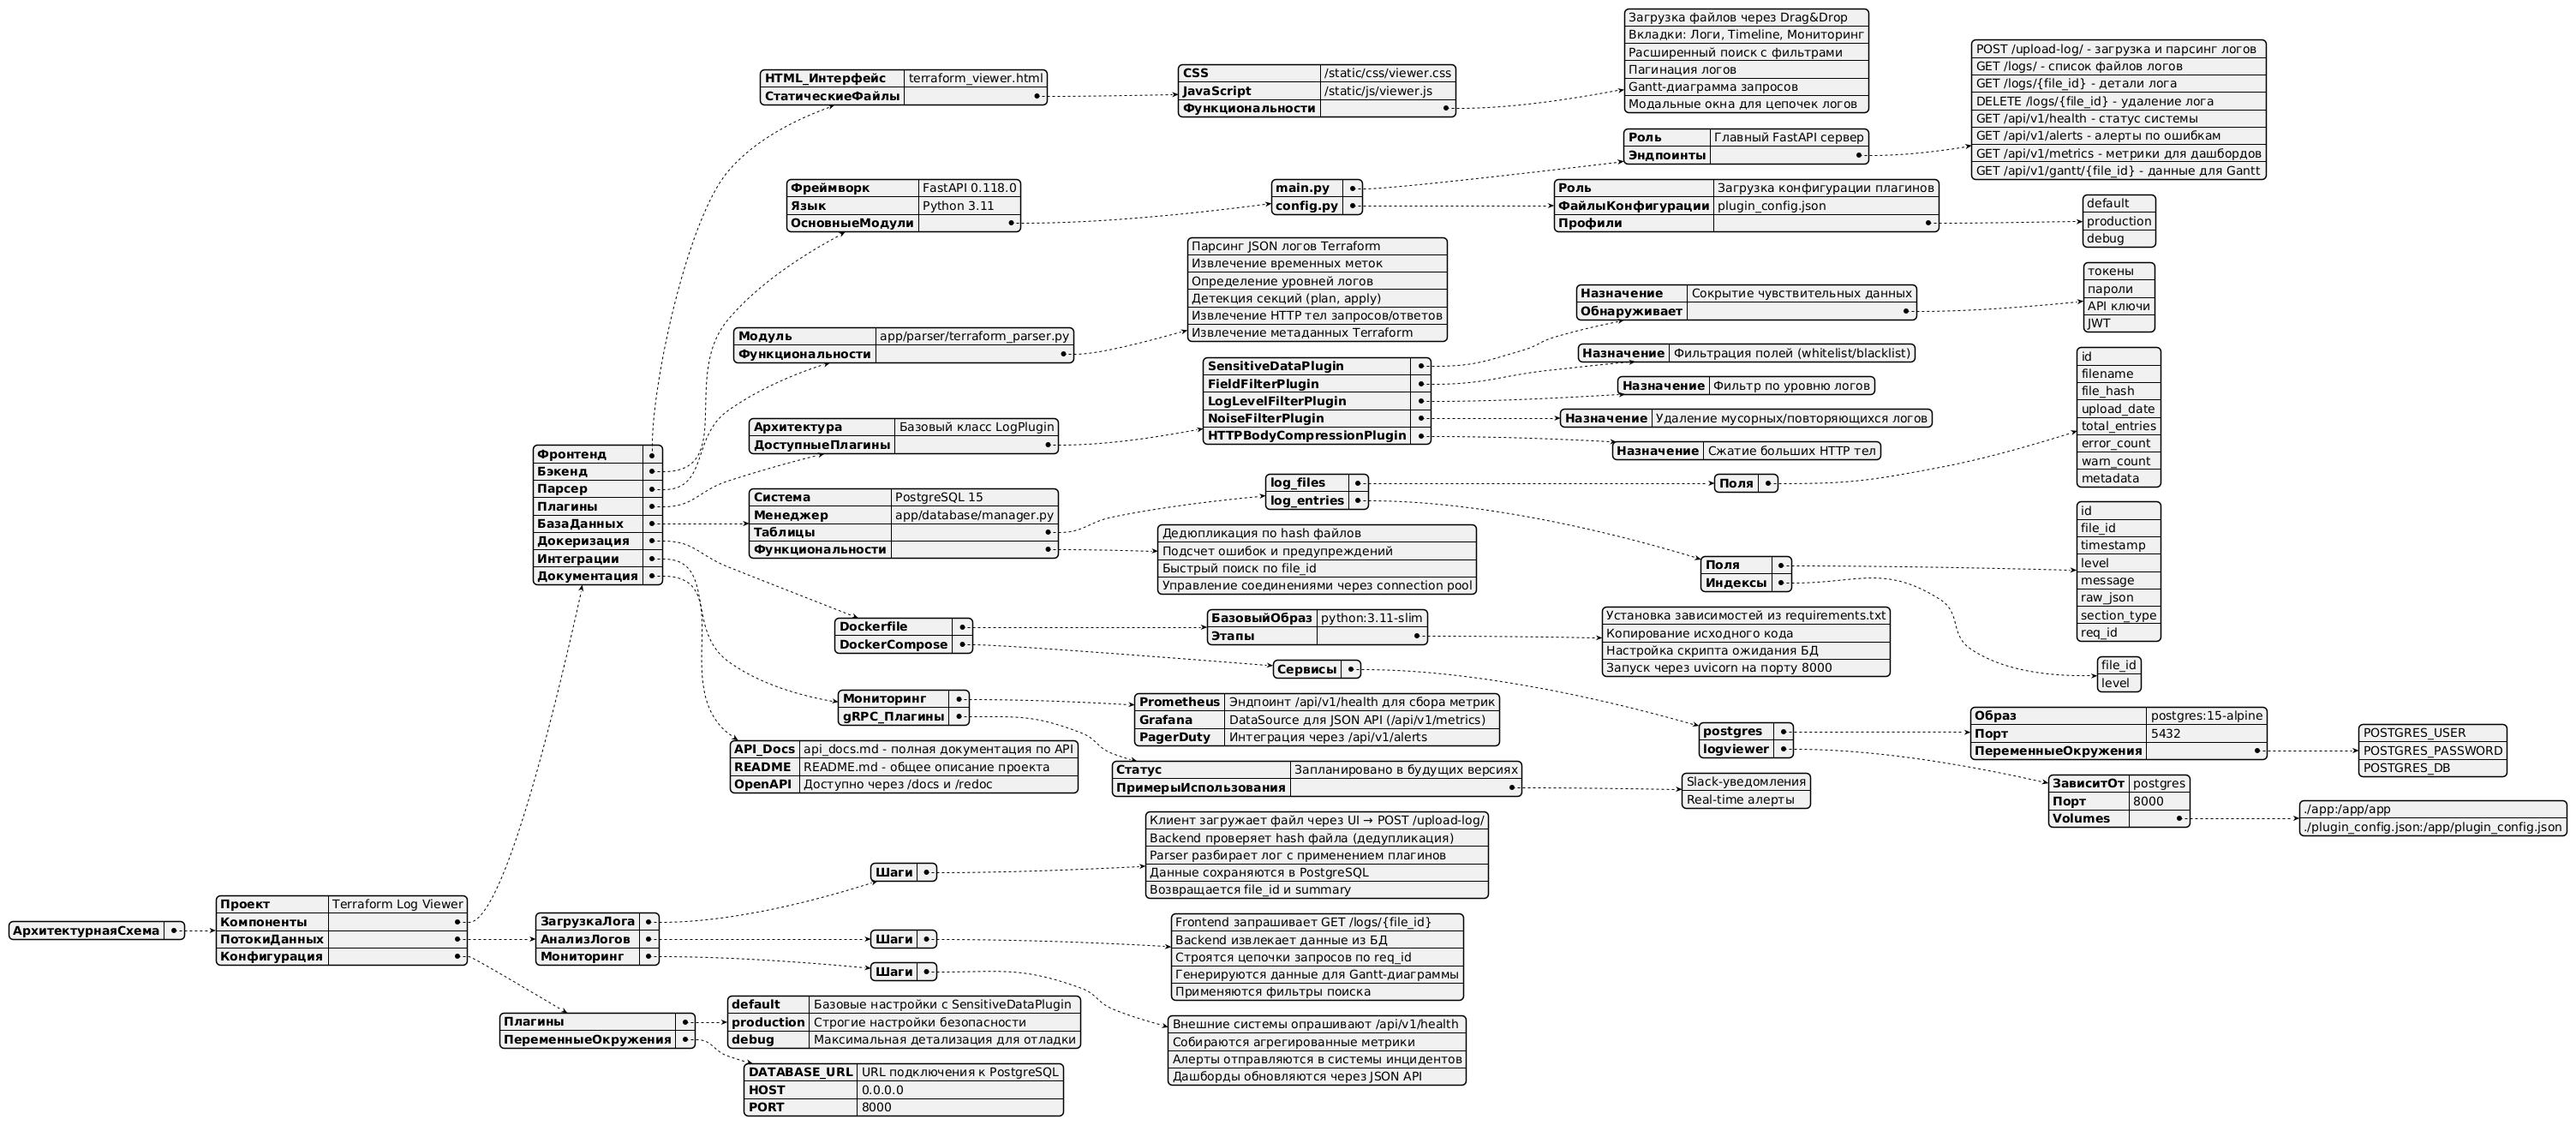 АрхитектурнаяСхема
Проект Terraform Log Viewer
Компоненты
ПотокиДанных
Конфигурация
Фронтенд
Бэкенд
Парсер
Плагины
БазаДанных
Докеризация
Интеграции
Документация
HTML_Интерфейс terraform_viewer.html
СтатическиеФайлы
CSS /static/css/viewer.css
JavaScript /static/js/viewer.js
Функциональности
Загрузка файлов через Drag&Drop
Вкладки: Логи, Timeline, Мониторинг
Расширенный поиск с фильтрами
Пагинация логов
Gantt-диаграмма запросов
Модальные окна для цепочек логов
Фреймворк FastAPI 0.118.0
Язык Python 3.11
ОсновныеМодули
main.py
config.py
Роль Главный FastAPI сервер
Эндпоинты
POST /upload-log/ - загрузка и парсинг логов
GET /logs/ - список файлов логов
GET /logs/{file_id} - детали лога
DELETE /logs/{file_id} - удаление лога
GET /api/v1/health - статус системы
GET /api/v1/alerts - алерты по ошибкам
GET /api/v1/metrics - метрики для дашбордов
GET /api/v1/gantt/{file_id} - данные для Gantt
Роль Загрузка конфигурации плагинов
ФайлыКонфигурации plugin_config.json
Профили
default
production
debug
Модуль app/parser/terraform_parser.py
Функциональности
Парсинг JSON логов Terraform
Извлечение временных меток
Определение уровней логов
Детекция секций (plan, apply)
Извлечение HTTP тел запросов/ответов
Извлечение метаданных Terraform
Архитектура Базовый класс LogPlugin
ДоступныеПлагины
SensitiveDataPlugin
FieldFilterPlugin
LogLevelFilterPlugin
NoiseFilterPlugin
HTTPBodyCompressionPlugin
Назначение Сокрытие чувствительных данных
Обнаруживает
токены
пароли
API ключи
JWT
Назначение Фильтрация полей (whitelist/blacklist)
Назначение Фильтр по уровню логов
Назначение Удаление мусорных/повторяющихся логов
Назначение Сжатие больших HTTP тел
Система PostgreSQL 15
Менеджер app/database/manager.py
Таблицы
Функциональности
log_files
log_entries
Поля
id
filename
file_hash
upload_date
total_entries
error_count
warn_count
metadata
Поля
Индексы
id
file_id
timestamp
level
message
raw_json
section_type
req_id
file_id
level
Дедупликация по hash файлов
Подсчет ошибок и предупреждений
Быстрый поиск по file_id
Управление соединениями через connection pool
Dockerfile
DockerCompose
БазовыйОбраз python:3.11-slim
Этапы
Установка зависимостей из requirements.txt
Копирование исходного кода
Настройка скрипта ожидания БД
Запуск через uvicorn на порту 8000
Сервисы
postgres
logviewer
Образ postgres:15-alpine
Порт 5432
ПеременныеОкружения
POSTGRES_USER
POSTGRES_PASSWORD
POSTGRES_DB
ЗависитОт postgres
Порт 8000
Volumes
./app:/app/app
./plugin_config.json:/app/plugin_config.json
Мониторинг
gRPC_Плагины
Prometheus Эндпоинт /api/v1/health для сбора метрик
Grafana DataSource для JSON API (/api/v1/metrics)
PagerDuty Интеграция через /api/v1/alerts
Статус Запланировано в будущих версиях
ПримерыИспользования
Slack-уведомления
Real-time алерты
API_Docs api_docs.md - полная документация по API
README README.md - общее описание проекта
OpenAPI Доступно через /docs и /redoc
ЗагрузкаЛога
АнализЛогов
Мониторинг
Шаги
Клиент загружает файл через UI → POST /upload-log/
Backend проверяет hash файла (дедупликация)
Parser разбирает лог с применением плагинов
Данные сохраняются в PostgreSQL
Возвращается file_id и summary
Шаги
Frontend запрашивает GET /logs/{file_id}
Backend извлекает данные из БД
Строятся цепочки запросов по req_id
Генерируются данные для Gantt-диаграммы
Применяются фильтры поиска
Шаги
Внешние системы опрашивают /api/v1/health
Собираются агрегированные метрики
Алерты отправляются в системы инцидентов
Дашборды обновляются через JSON API
Плагины
ПеременныеОкружения
default Базовые настройки с SensitiveDataPlugin
production Строгие настройки безопасности
debug Максимальная детализация для отладки
DATABASE_URL URL подключения к PostgreSQL
HOST 0.0.0.0
PORT 8000